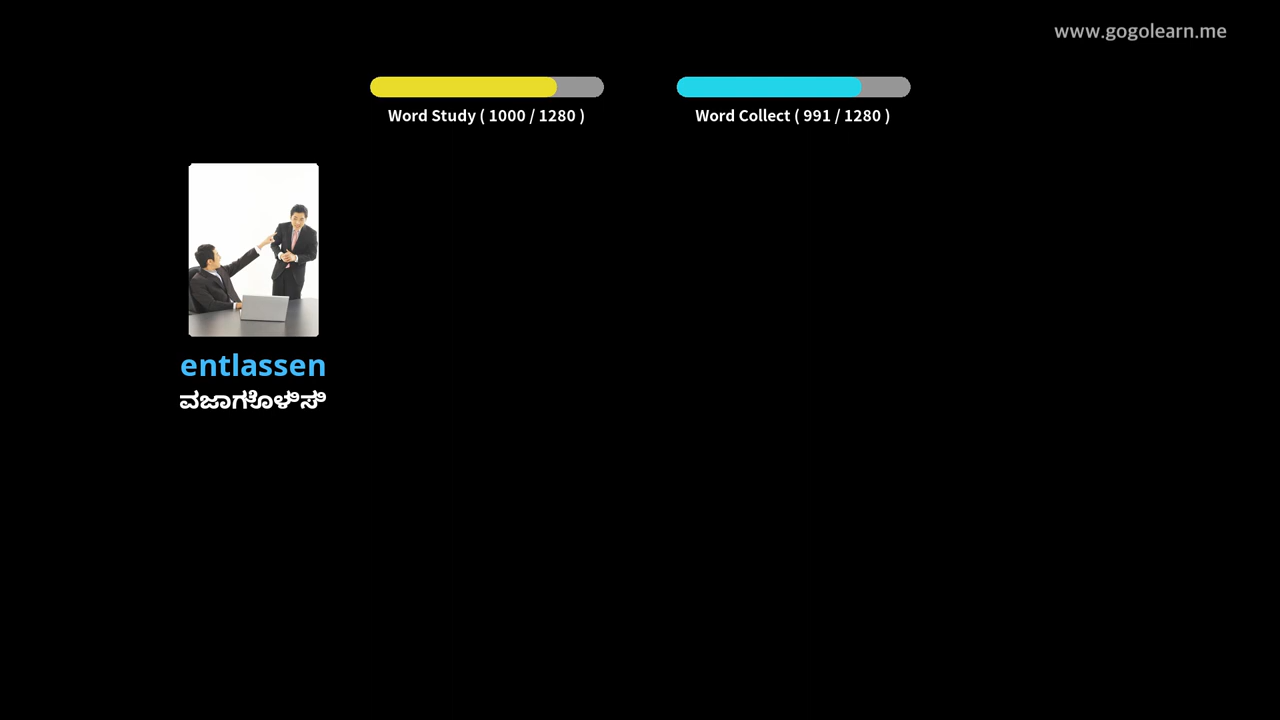 www.gogolearn.me
Word Study ( 1000 / 1280 )
Word Collect ( 991 / 1280 )
entlassen
ವಜಾಗೊಳಿಸಿ